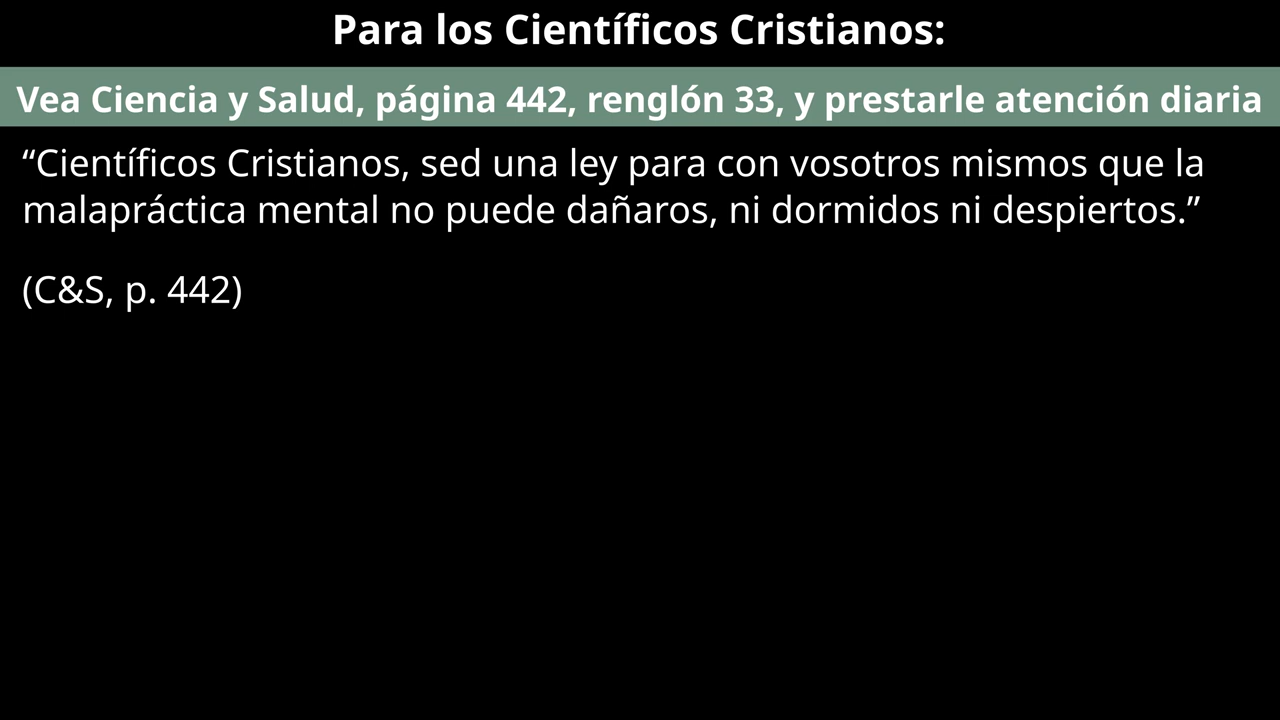 Para los Científicos Cristianos:
Vea Ciencia y Salud, página 442, renglón 33, y prestarle atención diaria
“Científicos Cristianos, sed una ley para con vosotros mismos que la
malapráctica mental no puede dañaros, ni dormidos ni despiertos.”
(C&S, p. 442)